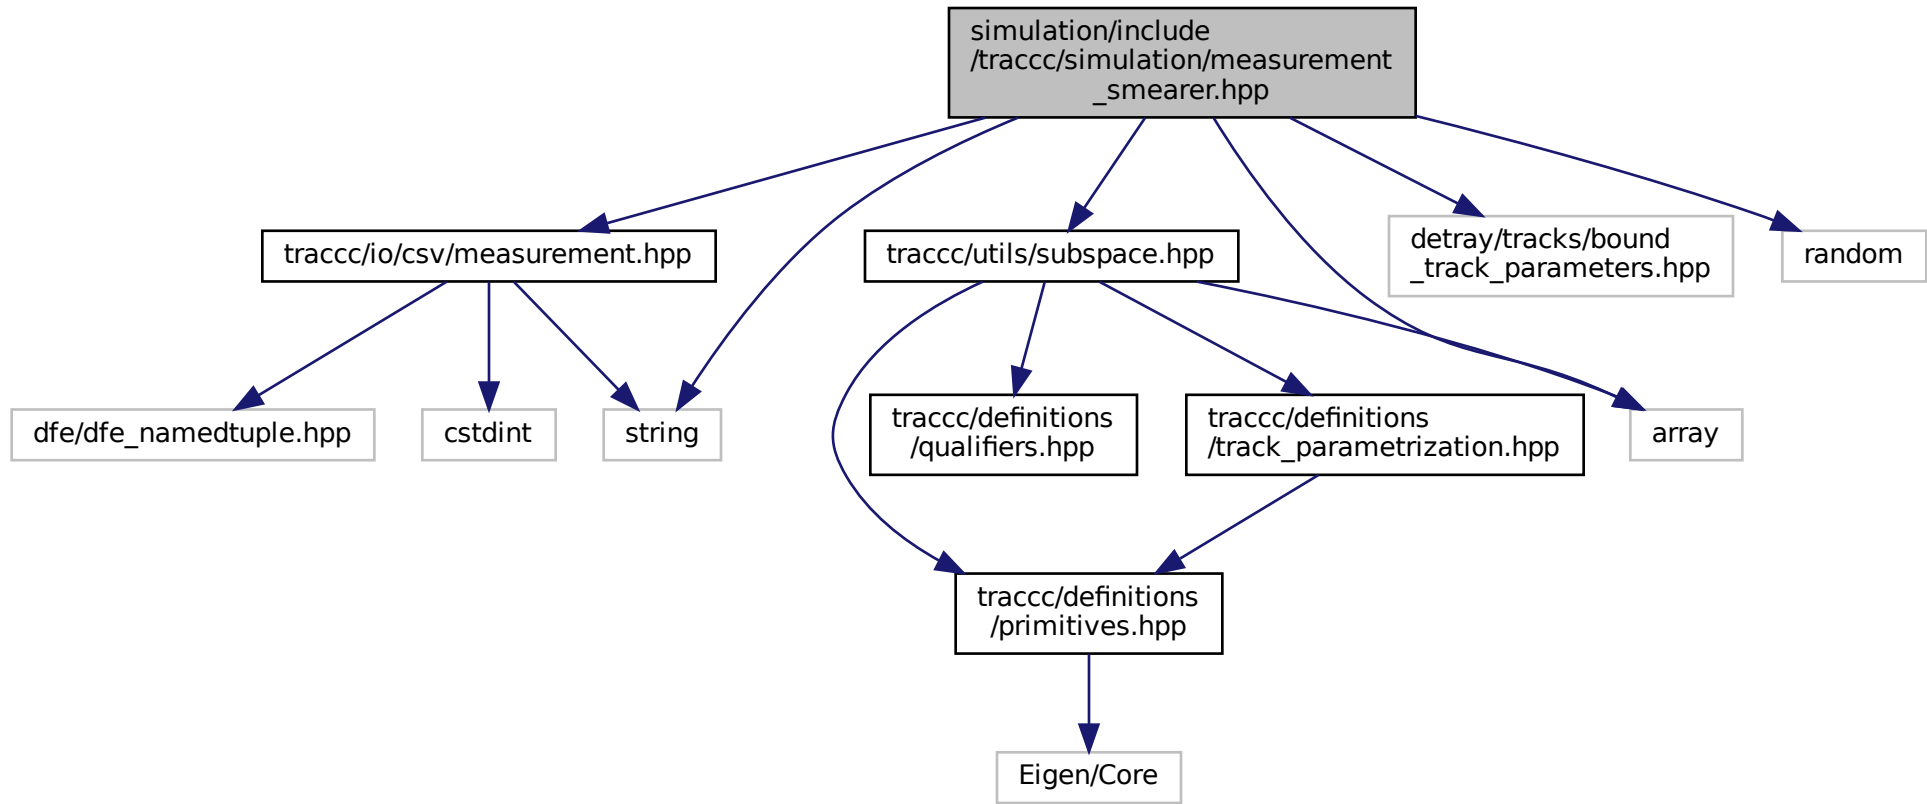 simulation/include
/traccc/simulation/measurement
_smearer.hpp
traccc/io/csv/measurement.hpp
traccc/utils/subspace.hpp
detray/tracks/bound
_track_parameters.hpp
random
dfe/dfe_namedtuple.hpp
cstdint
string
traccc/definitions
/qualifiers.hpp
traccc/definitions
/track_parametrization.hpp
array
traccc/definitions
/primitives.hpp
Eigen/Core